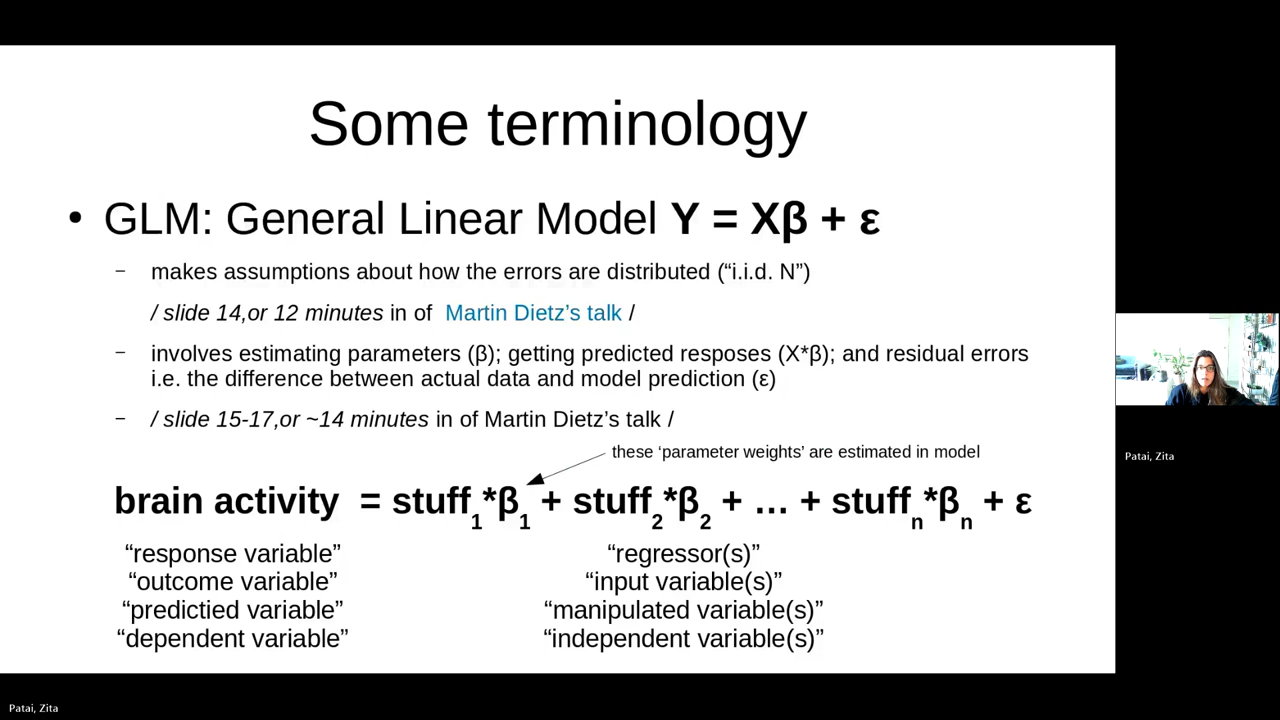 Some terminology
• GLM: General Linear Model Y = Xβ + ε
– makes assumptions about how the errors are distributed (“i.i.d. N”)
/ slide 14,or 12 minutes in of Martin Dietz’s talk /
– involves estimating parameters (β); getting predicted resposes (X*β); and residual errors
i.e. the difference between actual data and model prediction (ε)
– / slide 15-17,or ~14 minutes in of Martin Dietz’s talk /
these ‘parameter weights’ are estimated in model
brain activity = stuff1*β1 + stuff2*β2 + … + stuffn*βn + ε
“response variable”
“outcome variable”
“predictied variable”
“dependent variable”
“regressor(s)”
“input variable(s)”
“manipulated variable(s)”
“independent variable(s)”
Patai, Zita
Patai, Zita